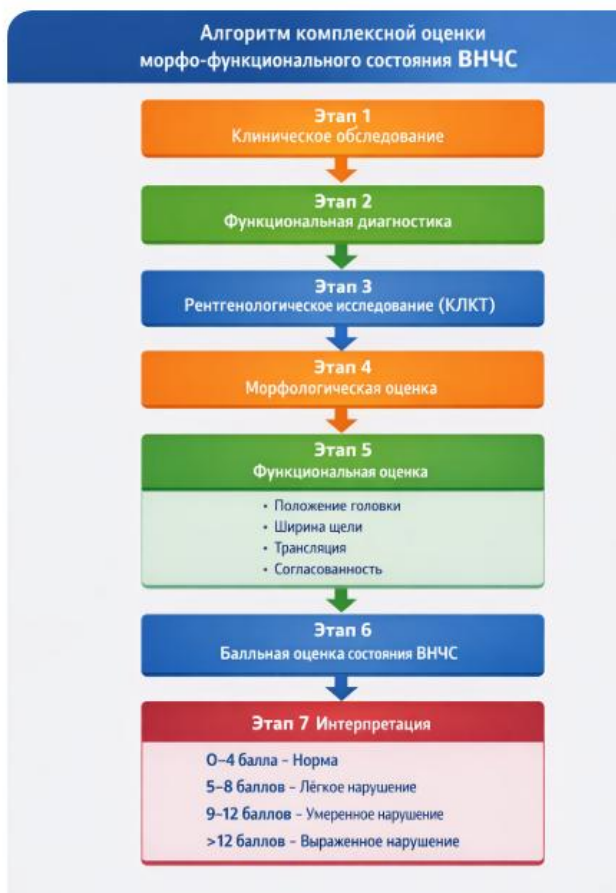 Алгоритм комплексной оценки
морфо-функционального состояния ВНЧС
Этап 1
Клиническое обследование
Этап 2
Функциональная диагностика
Этап 3
Рентгенологическое исследование (КЛКТ)
Этап 4
Морфологическая оценка
Этап 5
Функциональная оценка
• Положение головки
• Ширина щели
• Трансляция
• Согласованность
Этап 6
Балльная оценка состояния ВНЧС
Этап 7 Интерпретация
0–4 балла – Норма
5–8 баллов – Лёгкое нарушение
9–12 баллов – Умеренное нарушение
>12 баллов – Выраженное нарушение